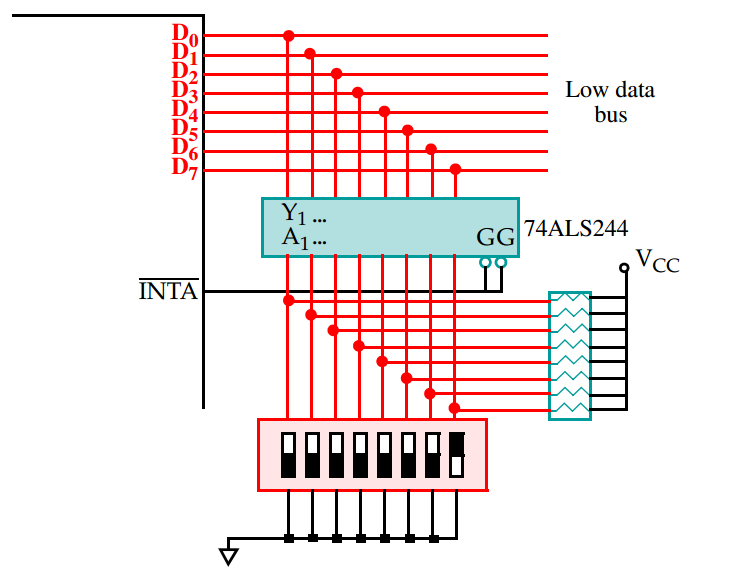 D0
D1
D2
D3
D4
D5
D6
D7
Low data
bus
Y1 ...
A1...
GG
74ALS244
VCC
INTA